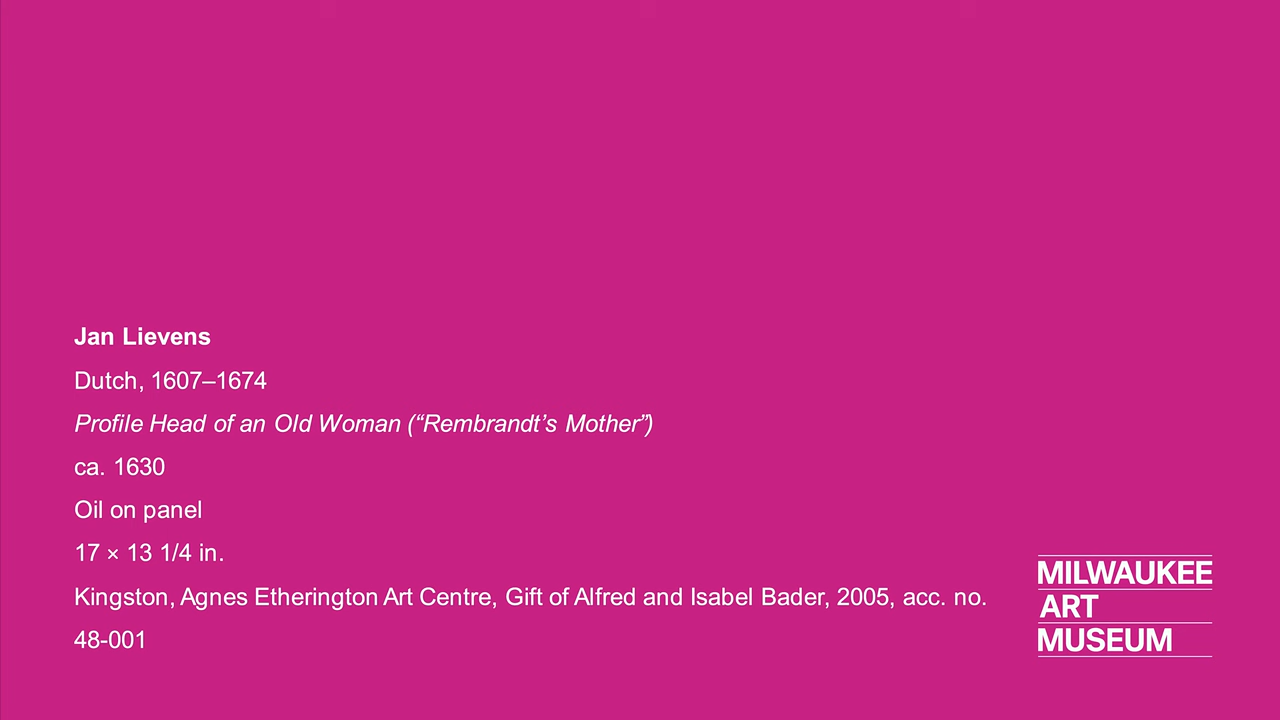 Jan Lievens
Dutch, 1607–1674
Profile Head of an Old Woman (“Rembrandt’s Mother”)
ca. 1630
Oil on panel
17 × 13 1/4 in.
Kingston, Agnes Etherington Art Centre, Gift of Alfred and Isabel Bader, 2005, acc. no.
48-001
MILWAUKEE
ART
MUSEUM